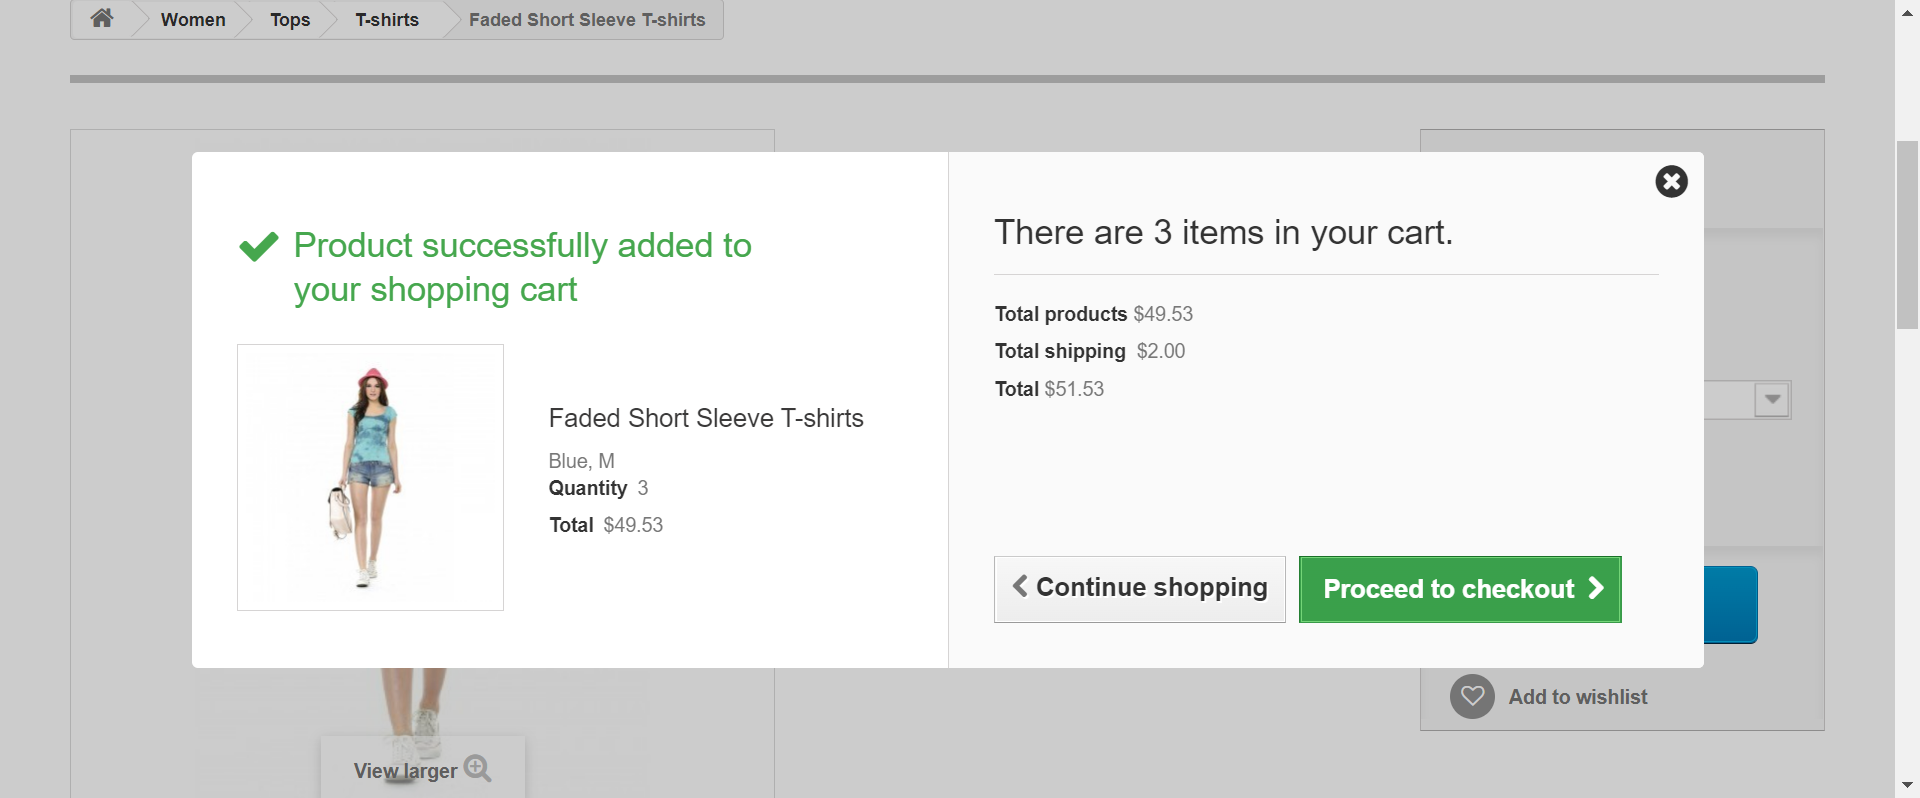 Women
Tops
T-shirts
Faded Short Sleeve T-shirts
Product successfully added to
your shopping cart
Faded Short Sleeve T-shirts
Blue, M
Quantity 3
Total $49.53
There are 3 items in your cart.
Total products $49.53
Total shipping $2.00
Total $51.53
Continue shopping
Proceed to checkout
Add to wishlist
View larger